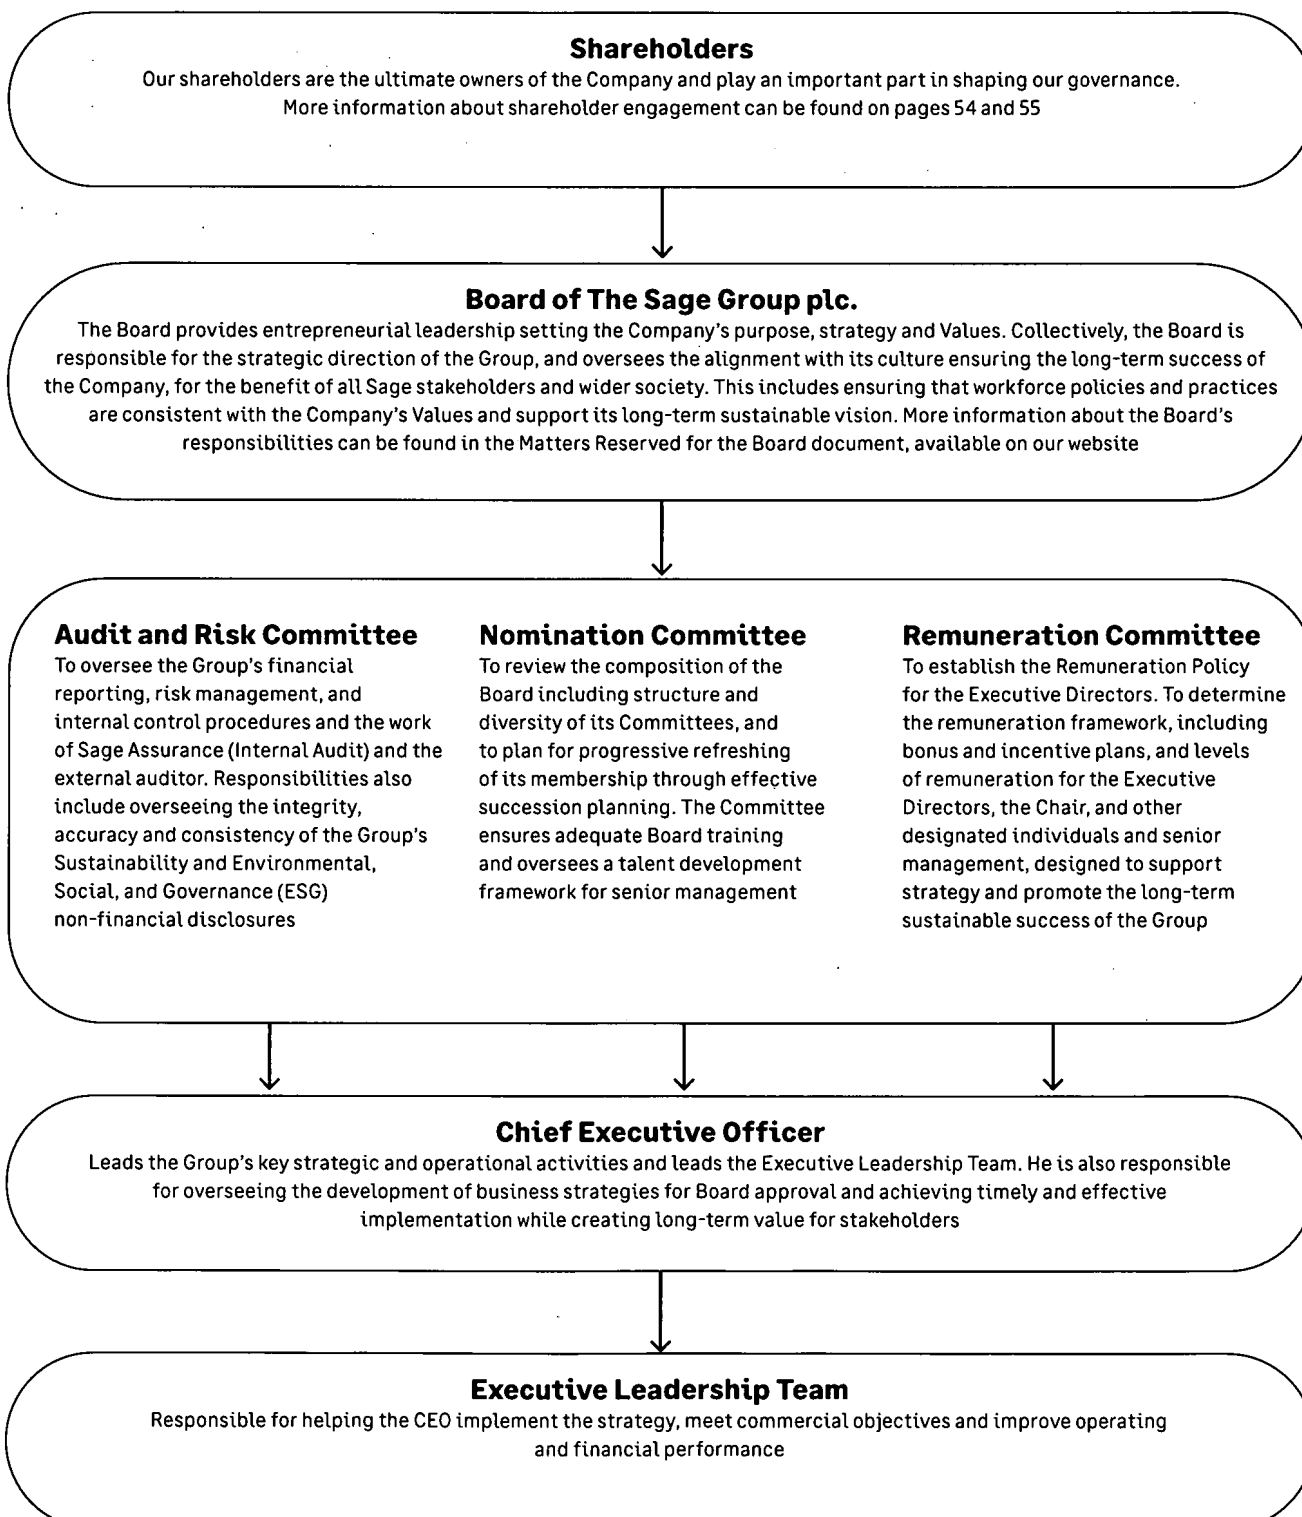 Shareholders
Our shareholders are the ultimate owners of the Company and play an important part in shaping our governance.
More information about shareholder engagement can be found on pages 54 and 55
Board of The Sage Group plc.
The Board provides entrepreneurial leadership setting the Company's purpose, strategy and Values. Collectively, the Board is
responsible for the strategic direction of the Group, and oversees the alignment with its culture ensuring the long-term success of
the Company, for the benefit of all Sage stakeholders and wider society. This includes ensuring that workforce policies and practices
are consistent with the Company's Values and support its long-term sustainable vision. More information about the Board's
responsibilities can be found in the Matters Reserved for the Board document, available on our website
Audit and Risk Committee
To oversee the Group's financial
reporting, risk management, and
internal control procedures and the work
of Sage Assurance (Internal Audit) and the
external auditor. Responsibilities also
include overseeing the integrity,
accuracy and consistency of the Group's
Sustainability and Environmental,
Social, and Governance (ESG)
non-financial disclosures
Nomination Committee
To review the composition of the
Board including structure and
diversity of its Committees, and
to plan for progressive refreshing
of its membership through effective
succession planning. The Committee
ensures adequate Board training
and oversees a talent development
framework for senior management
Remuneration Committee
To establish the Remuneration Policy
for the Executive Directors. To determine
the remuneration framework, including
bonus and incentive plans, and levels
of remuneration for the Executive
Directors, the Chair, and other
designated individuals and senior
management, designed to support
strategy and promote the long-term
sustainable success of the Group
Chief Executive Officer
Leads the Group's key strategic and operational activities and leads the Executive Leadership Team. He is also responsible
for overseeing the development of business strategies for Board approval and achieving timely and effective
implementation while creating long-term value for stakeholders
Executive Leadership Team
Responsible for helping the CEO implement the strategy, meet commercial objectives and improve operating
and financial performance